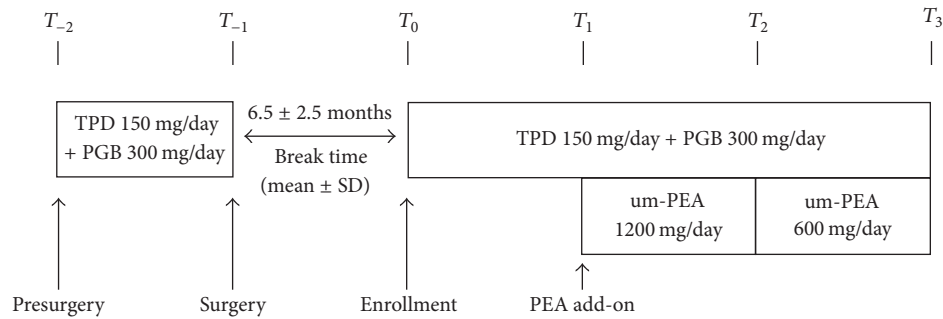 T₋₂ T₋₁ T₀ T₁ T₂ T₃
TPD 150 mg/day
+ PGB 300 mg/day
6.5 ± 2.5 months
Break time
(mean ± SD)
TPD 150 mg/day + PGB 300 mg/day
um-PEA
1200 mg/day
um-PEA
600 mg/day
Presurgery Surgery Enrollment PEA add-on